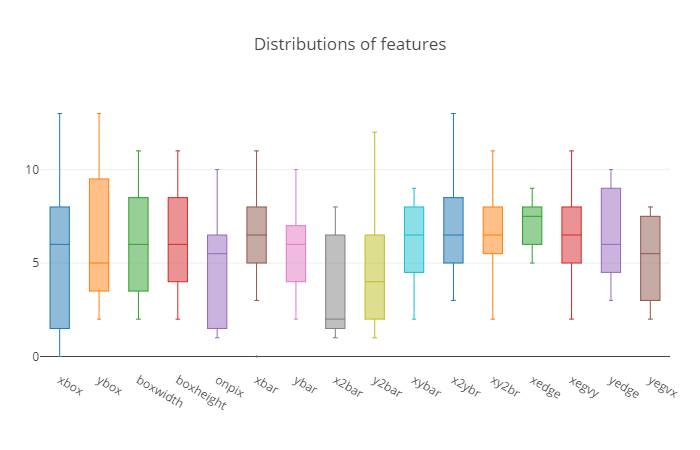 Distributions of features
10
5
0
xbox
ybox
boxwidth
boxheight
onpix
xbar
ybar
x2bar
y2bar
xybar
x2ybr
xy2br
xedge
xegvy
yedge
yegvx